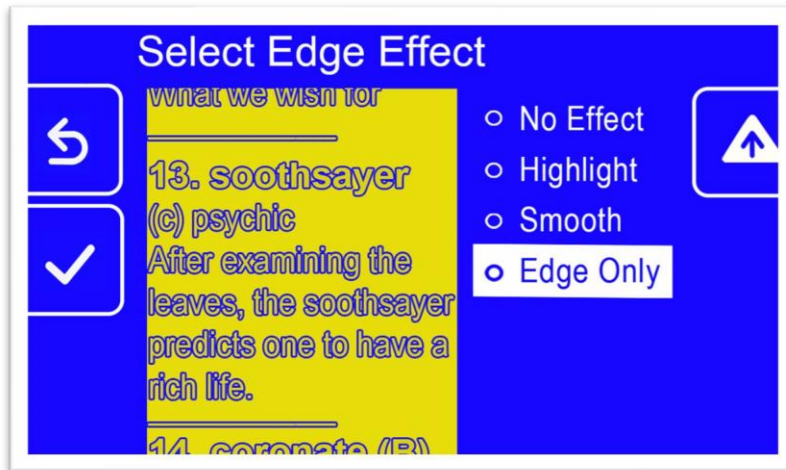 Select Edge Effect
What we wish for
13. soothsayer
(c) psychic
After examining the
leaves, the soothsayer
predicts one to have a
rich life.
14. coronate (B)
No Effect
Highlight
Smooth
Edge Only